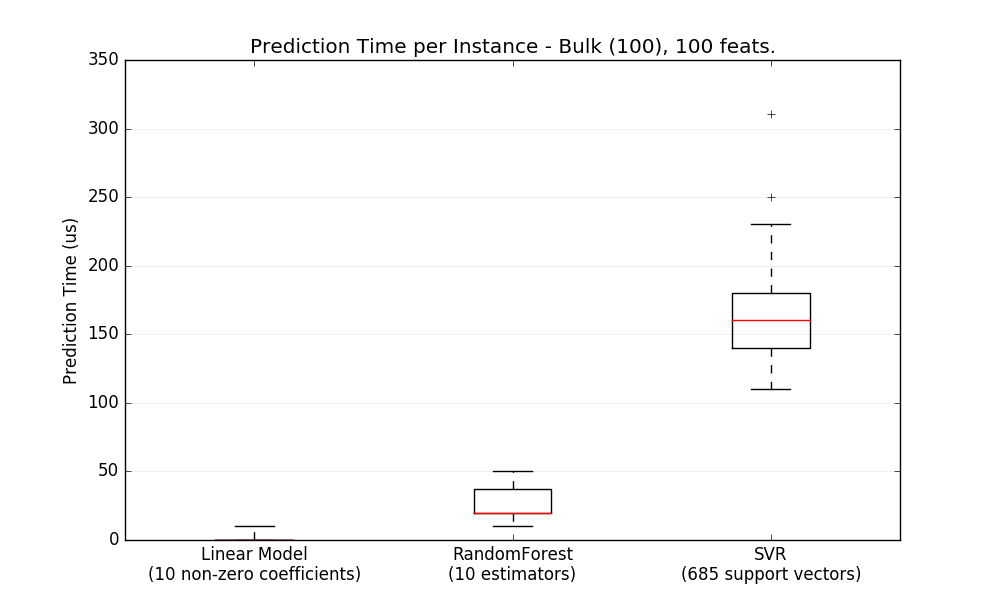 Prediction Time per Instance - Bulk (100), 100 feats.
350
300
250
200
150
100
50
0
Prediction Time (us)
Linear Model
(10 non-zero coefficients)
RandomForest
(10 estimators)
SVR
(685 support vectors)